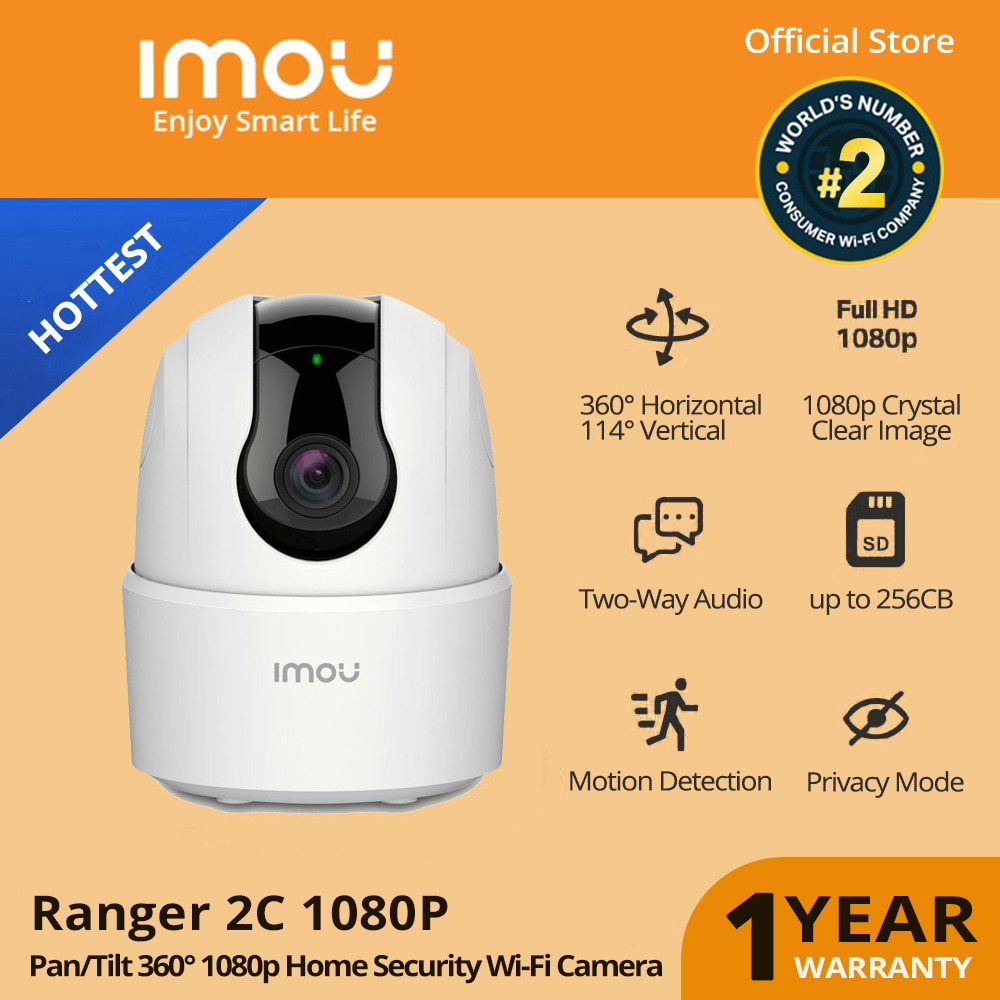 imou
Enjoy Smart Life
Official Store
WORLD'S NUMBER
#2
CONSUMER Wi-Fi COMPANY
HOTTEST
Full HD
1080p
360° Horizontal
114° Vertical
1080p Crystal
Clear Image
SD
Two-Way Audio
up to 256CB
imou
Motion Detection
Privacy Mode
Ranger 2C 1080P
Pan/Tilt 360° 1080p Home Security Wi-Fi Camera
1 YEAR
WARRANTY